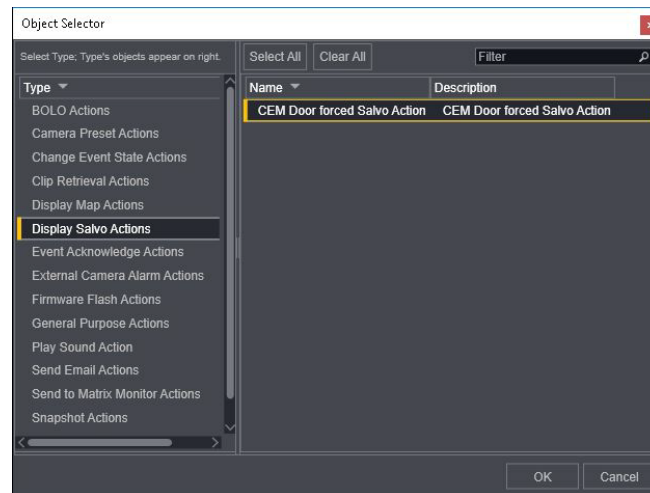 Object Selector
Select Type; Type's objects appear on right.
Select All Clear All Filter
Type
Name Description
BOLO Actions
CEM Door forced Salvo Action CEM Door forced Salvo Action
Camera Preset Actions
Change Event State Actions
Clip Retrieval Actions
Display Map Actions
Display Salvo Actions
Event Acknowledge Actions
External Camera Alarm Actions
Firmware Flash Actions
General Purpose Actions
Play Sound Action
Send Email Actions
Send to Matrix Monitor Actions
Snapshot Actions
OK Cancel